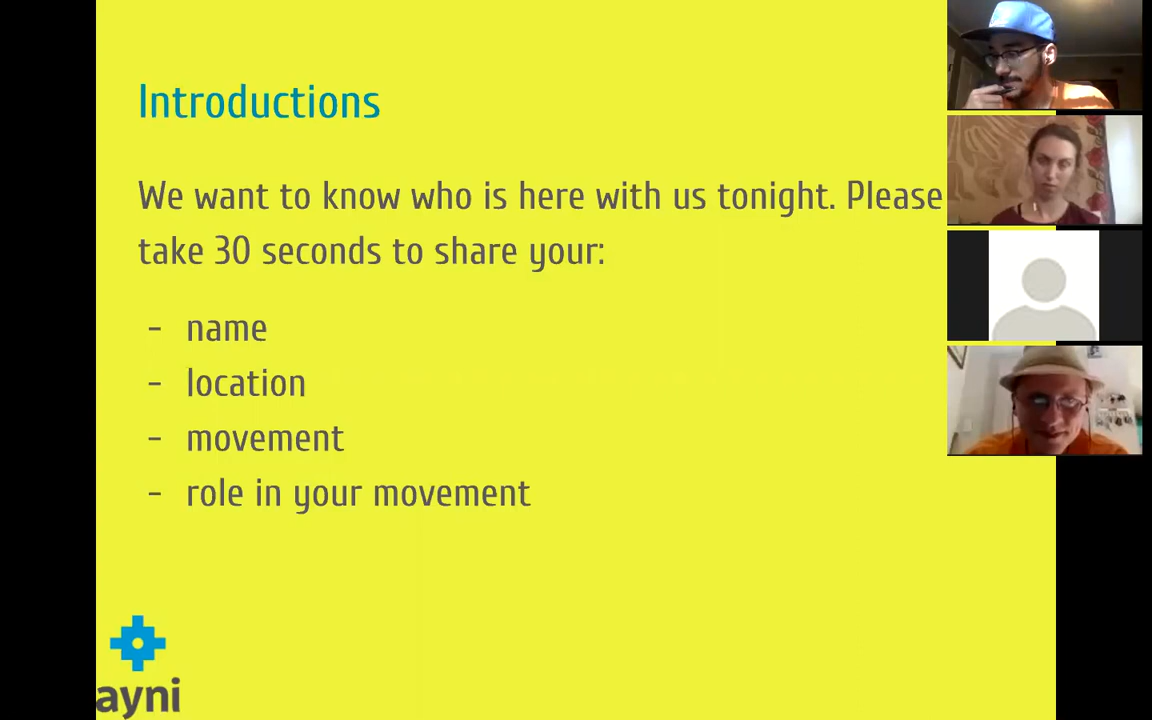 Introductions
We want to know who is here with us tonight. Please
take 30 seconds to share your:
- name
- location
- movement
- role in your movement
ayni